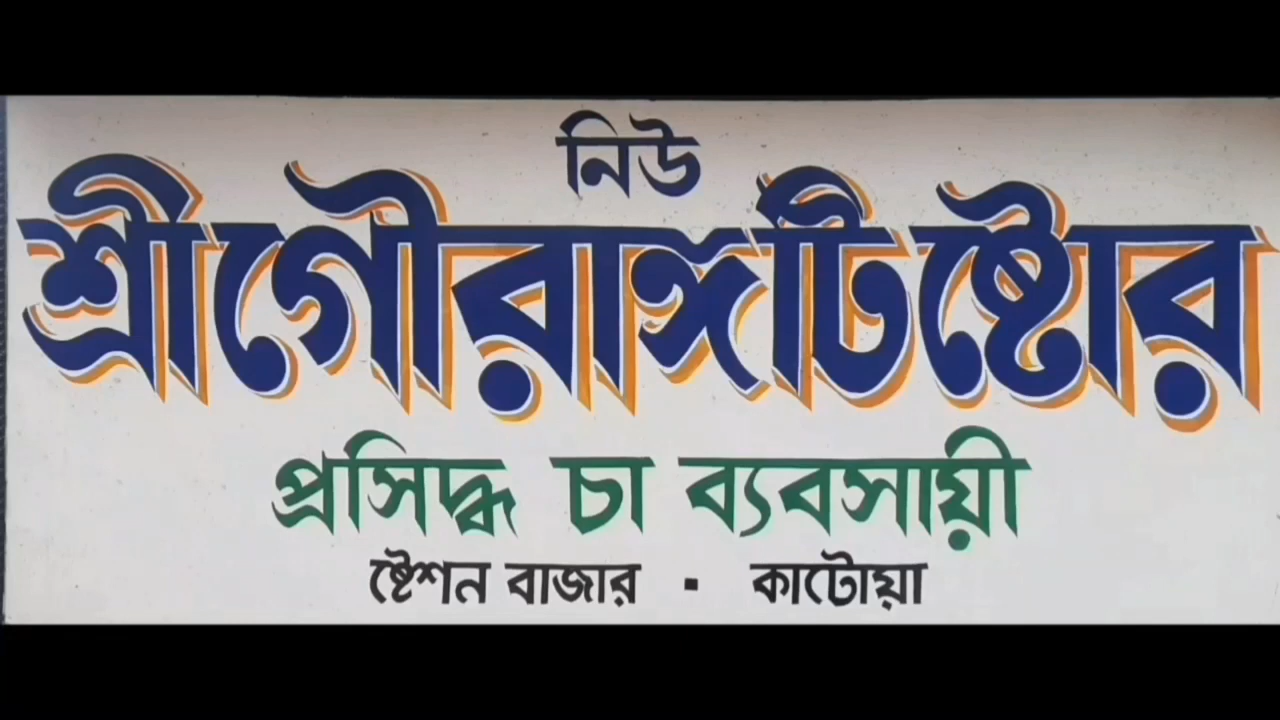 নিউ
শ্রীগৌরাঙ্গটিষ্টোর
প্রসিদ্ধ চা ব্যবসায়ী
ষ্টেশন বাজার ▪ কাটোয়া